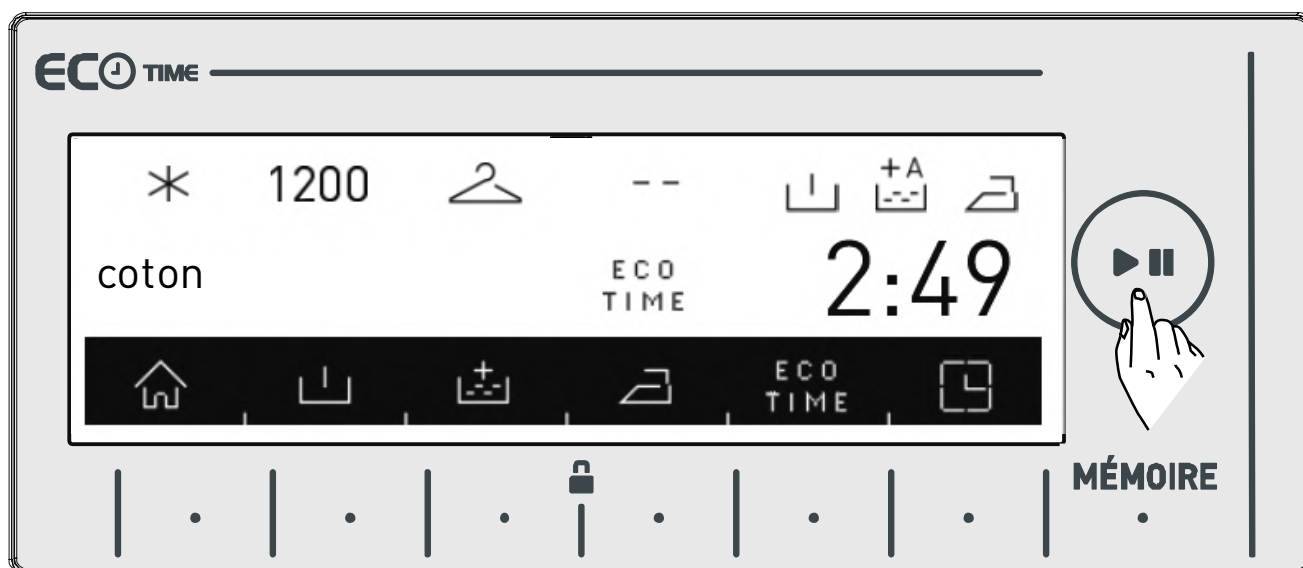 ECO TIME
1200 -- +A
coton ECO TIME 2:49
ECO TIME
MÉMOIRE